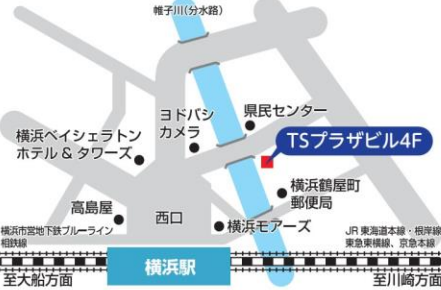 帷子川(分水路)
ヨドバシ
カメラ
県民センター
TSプラザビル4F
横浜ベイシェラトン
ホテル & タワーズ
横浜鶴屋町
郵便局
高島屋
西口
横浜モアーズ
横浜市営地下鉄ブルーライン
相鉄線
JR 東海道本線・根岸線
東急東横線、京急本線
横浜駅
至大船方面
至川崎方面